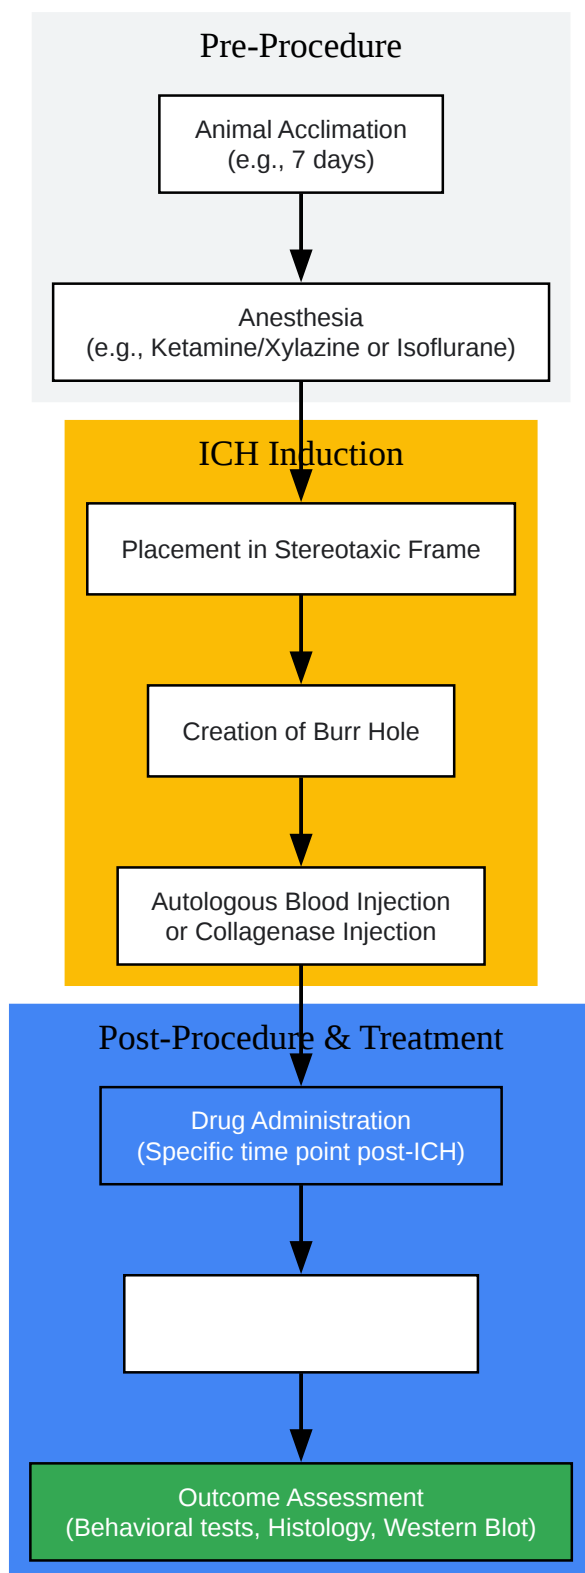 Pre-Procedure
Animal Acclimation
(e.g., 7 days)
Anesthesia
(e.g., Ketamine/Xylazine or Isoflurane)
ICH Induction
Placement in Stereotaxic Frame
Creation of Burr Hole
Autologous Blood Injection
or Collagenase Injection
Post-Procedure & Treatment
Drug Administration
(Specific time point post-ICH)
Outcome Assessment
(Behavioral tests, Histology, Western Blot)